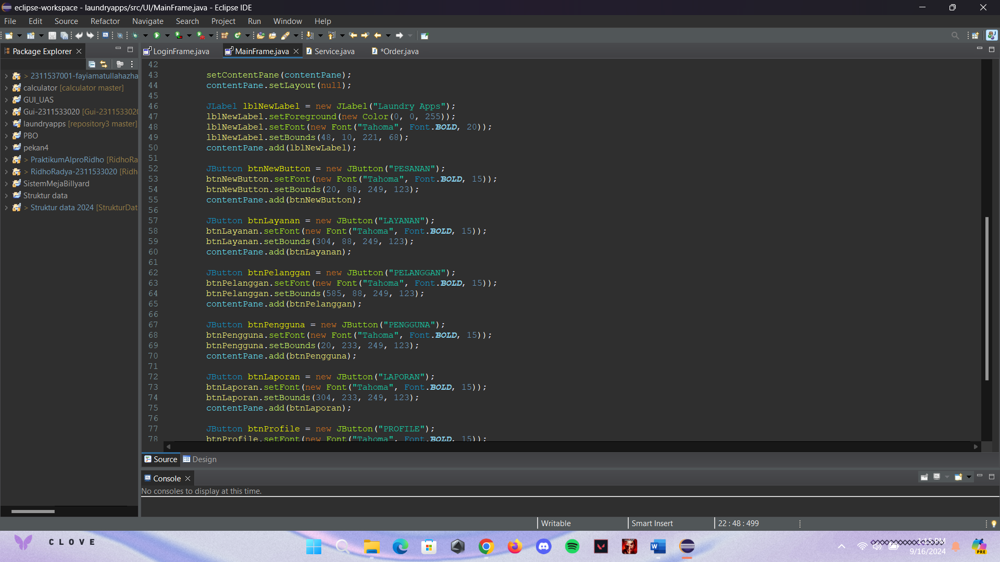 eclipse-workspace - laundryapps/src/UI/MainFrame.java - Eclipse IDE
File Edit Source Refactor Navigate Search Project Run Window Help
Package Explorer
LoginFrame.java MainFrame.java Service.java *Order.java
> 2311537001-fayiamatullahazha
calculator [calculator master]
GUI_UAS
Gui-2311533020 [Gui-2311533020
laundryapps [repository3 master]
PBO
pekan4
> PraktikumAlproRidho [RidhoRa
> RidhoRadya-2311533020 [Ridh
SistemMejaBillyard
Struktur data
> Struktur data 2024 [StrukturDat
42
43 setContentPane(contentPane);
44 contentPane.setLayout(null);
45
46 JLabel lblNewLabel = new JLabel("Laundry Apps");
47 lblNewLabel.setForeground(new Color(0, 0, 255));
48 lblNewLabel.setFont(new Font("Tahoma", Font.BOLD, 20));
49 lblNewLabel.setBounds(48, 10, 221, 68);
50 contentPane.add(lblNewLabel);
51
52 JButton btnNewButton = new JButton("PESANAN");
53 btnNewButton.setFont(new Font("Tahoma", Font.BOLD, 15));
54 btnNewButton.setBounds(20, 88, 249, 123);
55 contentPane.add(btnNewButton);
56
57 JButton btnLayanan = new JButton("LAYANAN");
58 btnLayanan.setFont(new Font("Tahoma", Font.BOLD, 15));
59 btnLayanan.setBounds(304, 88, 249, 123);
60 contentPane.add(btnLayanan);
61
62 JButton btnPelanggan = new JButton("PELANGGAN");
63 btnPelanggan.setFont(new Font("Tahoma", Font.BOLD, 15));
64 btnPelanggan.setBounds(585, 88, 249, 123);
65 contentPane.add(btnPelanggan);
66
67 JButton btnPengguna = new JButton("PENGGUNA");
68 btnPengguna.setFont(new Font("Tahoma", Font.BOLD, 15));
69 btnPengguna.setBounds(20, 233, 249, 123);
70 contentPane.add(btnPengguna);
71
72 JButton btnLaporan = new JButton("LAPORAN");
73 btnLaporan.setFont(new Font("Tahoma", Font.BOLD, 15));
74 btnLaporan.setBounds(304, 233, 249, 123);
75 contentPane.add(btnLaporan);
76
77 JButton btnProfile = new JButton("PROFILE");
78 btnProfile.setFont(new Font("Tahoma", Font.BOLD, 15));
Source Design
Console
No consoles to display at this time.
Writable Smart Insert 22 : 48 : 499
CLOVE
1:15 PM
9/16/2024
PRE